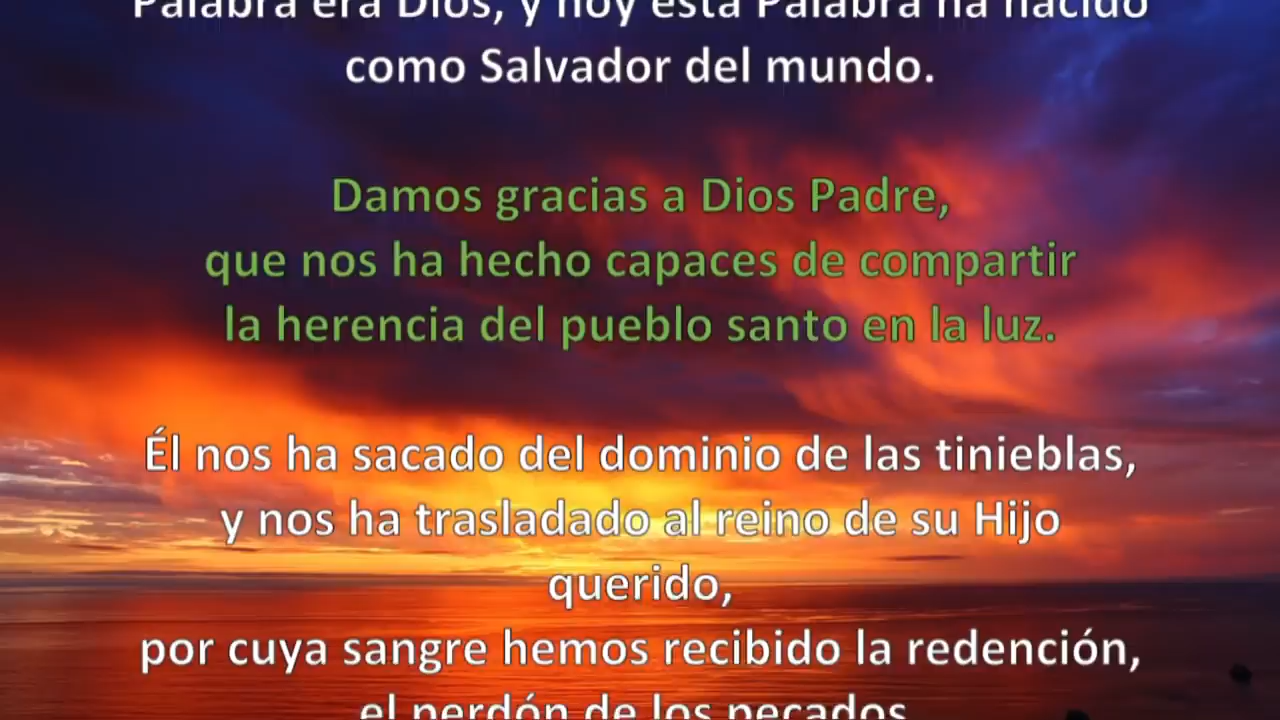 Palabra era Dios, y hoy esta Palabra ha nacido
como Salvador del mundo.
Damos gracias a Dios Padre,
que nos ha hecho capaces de compartir
la herencia del pueblo santo en la luz.
Él nos ha sacado del dominio de las tinieblas,
y nos ha trasladado al reino de su Hijo
querido,
por cuya sangre hemos recibido la redención,
el perdón de los pecados.